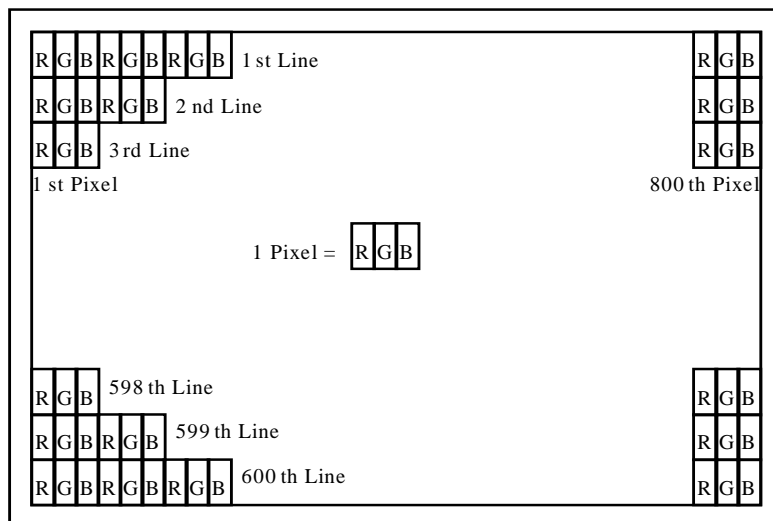 R G B R G B R G B 1 st Line R G B
R G B R G B 2 nd Line R G B
R G B 3 rd Line R G B
1 st Pixel 800 th Pixel
1 Pixel = R G B
R G B 598 th Line R G B
R G B R G B 599 th Line R G B
R G B R G B R G B 600 th Line R G B